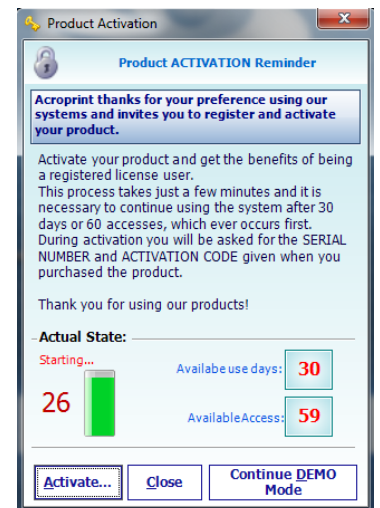 Product Activation
Product ACTIVATION Reminder
Acroprint thanks for your preference using our
systems and invites you to register and activate
your product.
Activate your product and get the benefits of being
a registered license user.
This process takes just a few minutes and it is
necessary to continue using the system after 30
days or 60 accesses, which ever occurs first.
During activation you will be asked for the SERIAL
NUMBER and ACTIVATION CODE given when you
purchased the product.
Thank you for using our products!
Actual State:
Starting...
26
Availabe use days: 30
Available Access: 59
Activate...
Close
Continue DEMO
Mode